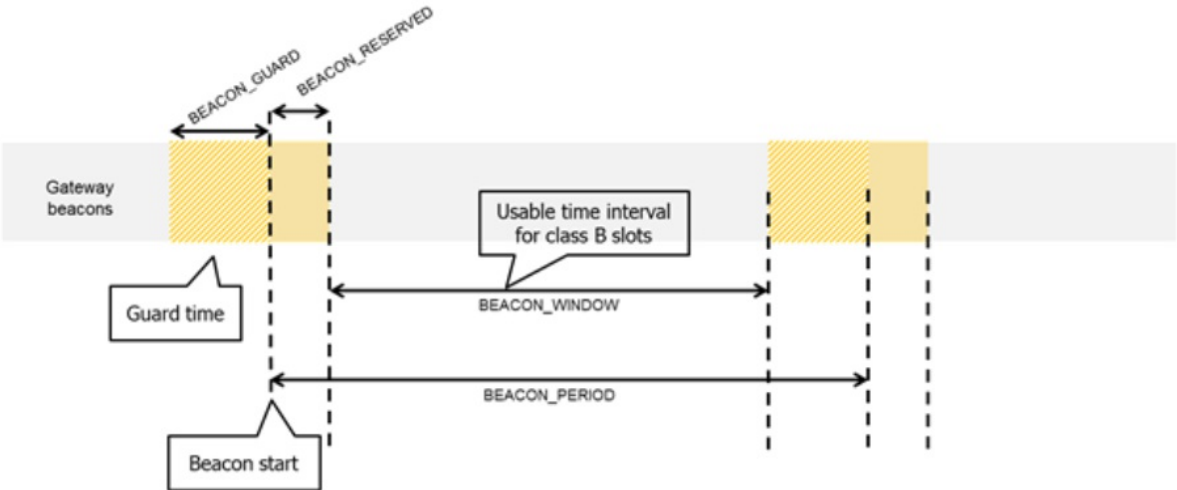 BEACON_RESERVED
BEACON_GUARD
Gateway
beacons
Usable time interval
for class B slots
BEACON_WINDOW
Guard time
BEACON_PERIOD
Beacon start